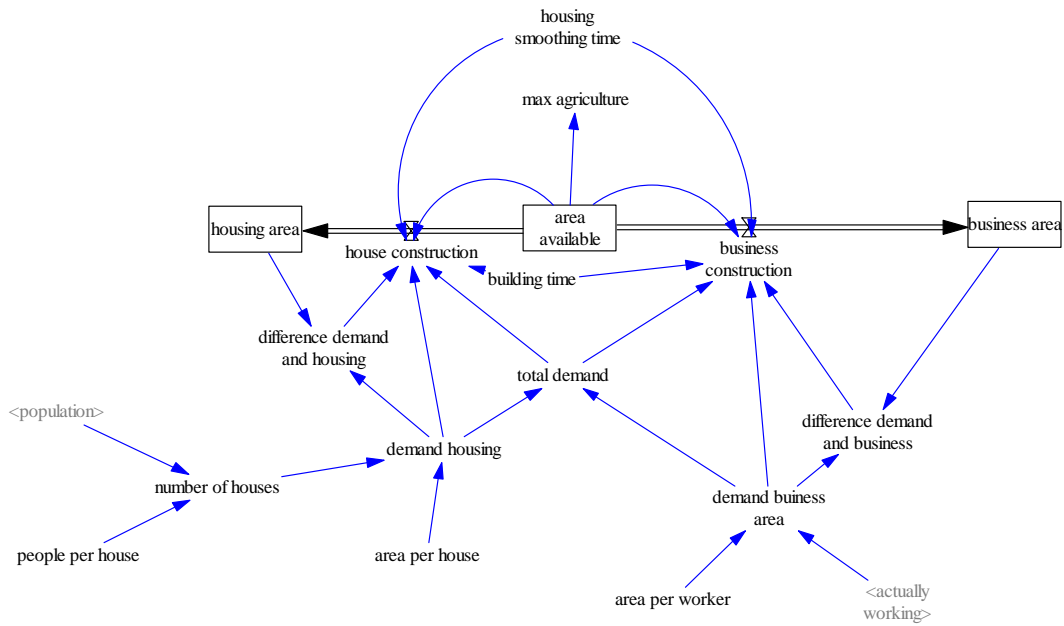 housing
smoothing time
max agriculture
housing area
area
available
business area
house construction
business
construction
building time
difference demand
and housing
total demand
<population>
difference demand
and business
demand housing
number of houses
demand buiness
area
people per house
area per house
area per worker
<actually
working>